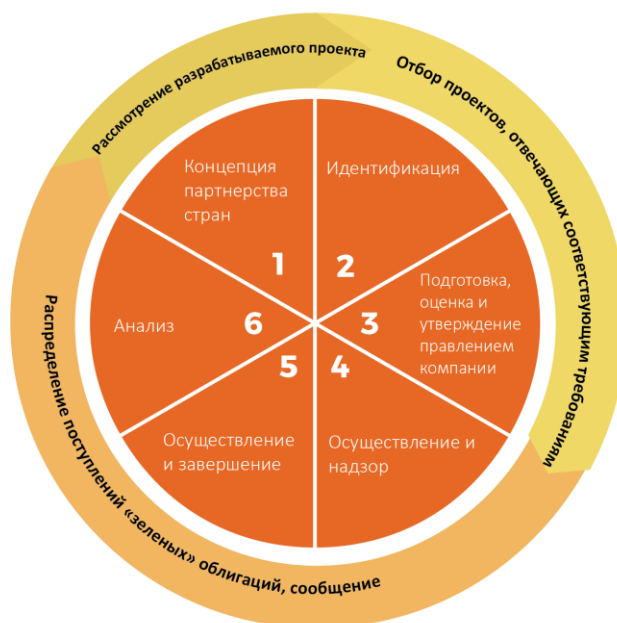 Рассмотрение разрабатываемого проекта
Отбор проектов, отвечающих соответствующим требованиям
Распределение поступлений «зеленых» облигаций, сообщение
Концепция
партнерства
стран
1
Идентификация
2
Подготовка,
оценка и
утверждение
правлением
компании
3
Осуществление и
надзор
4
Осуществление
и завершение
5
Анализ
6